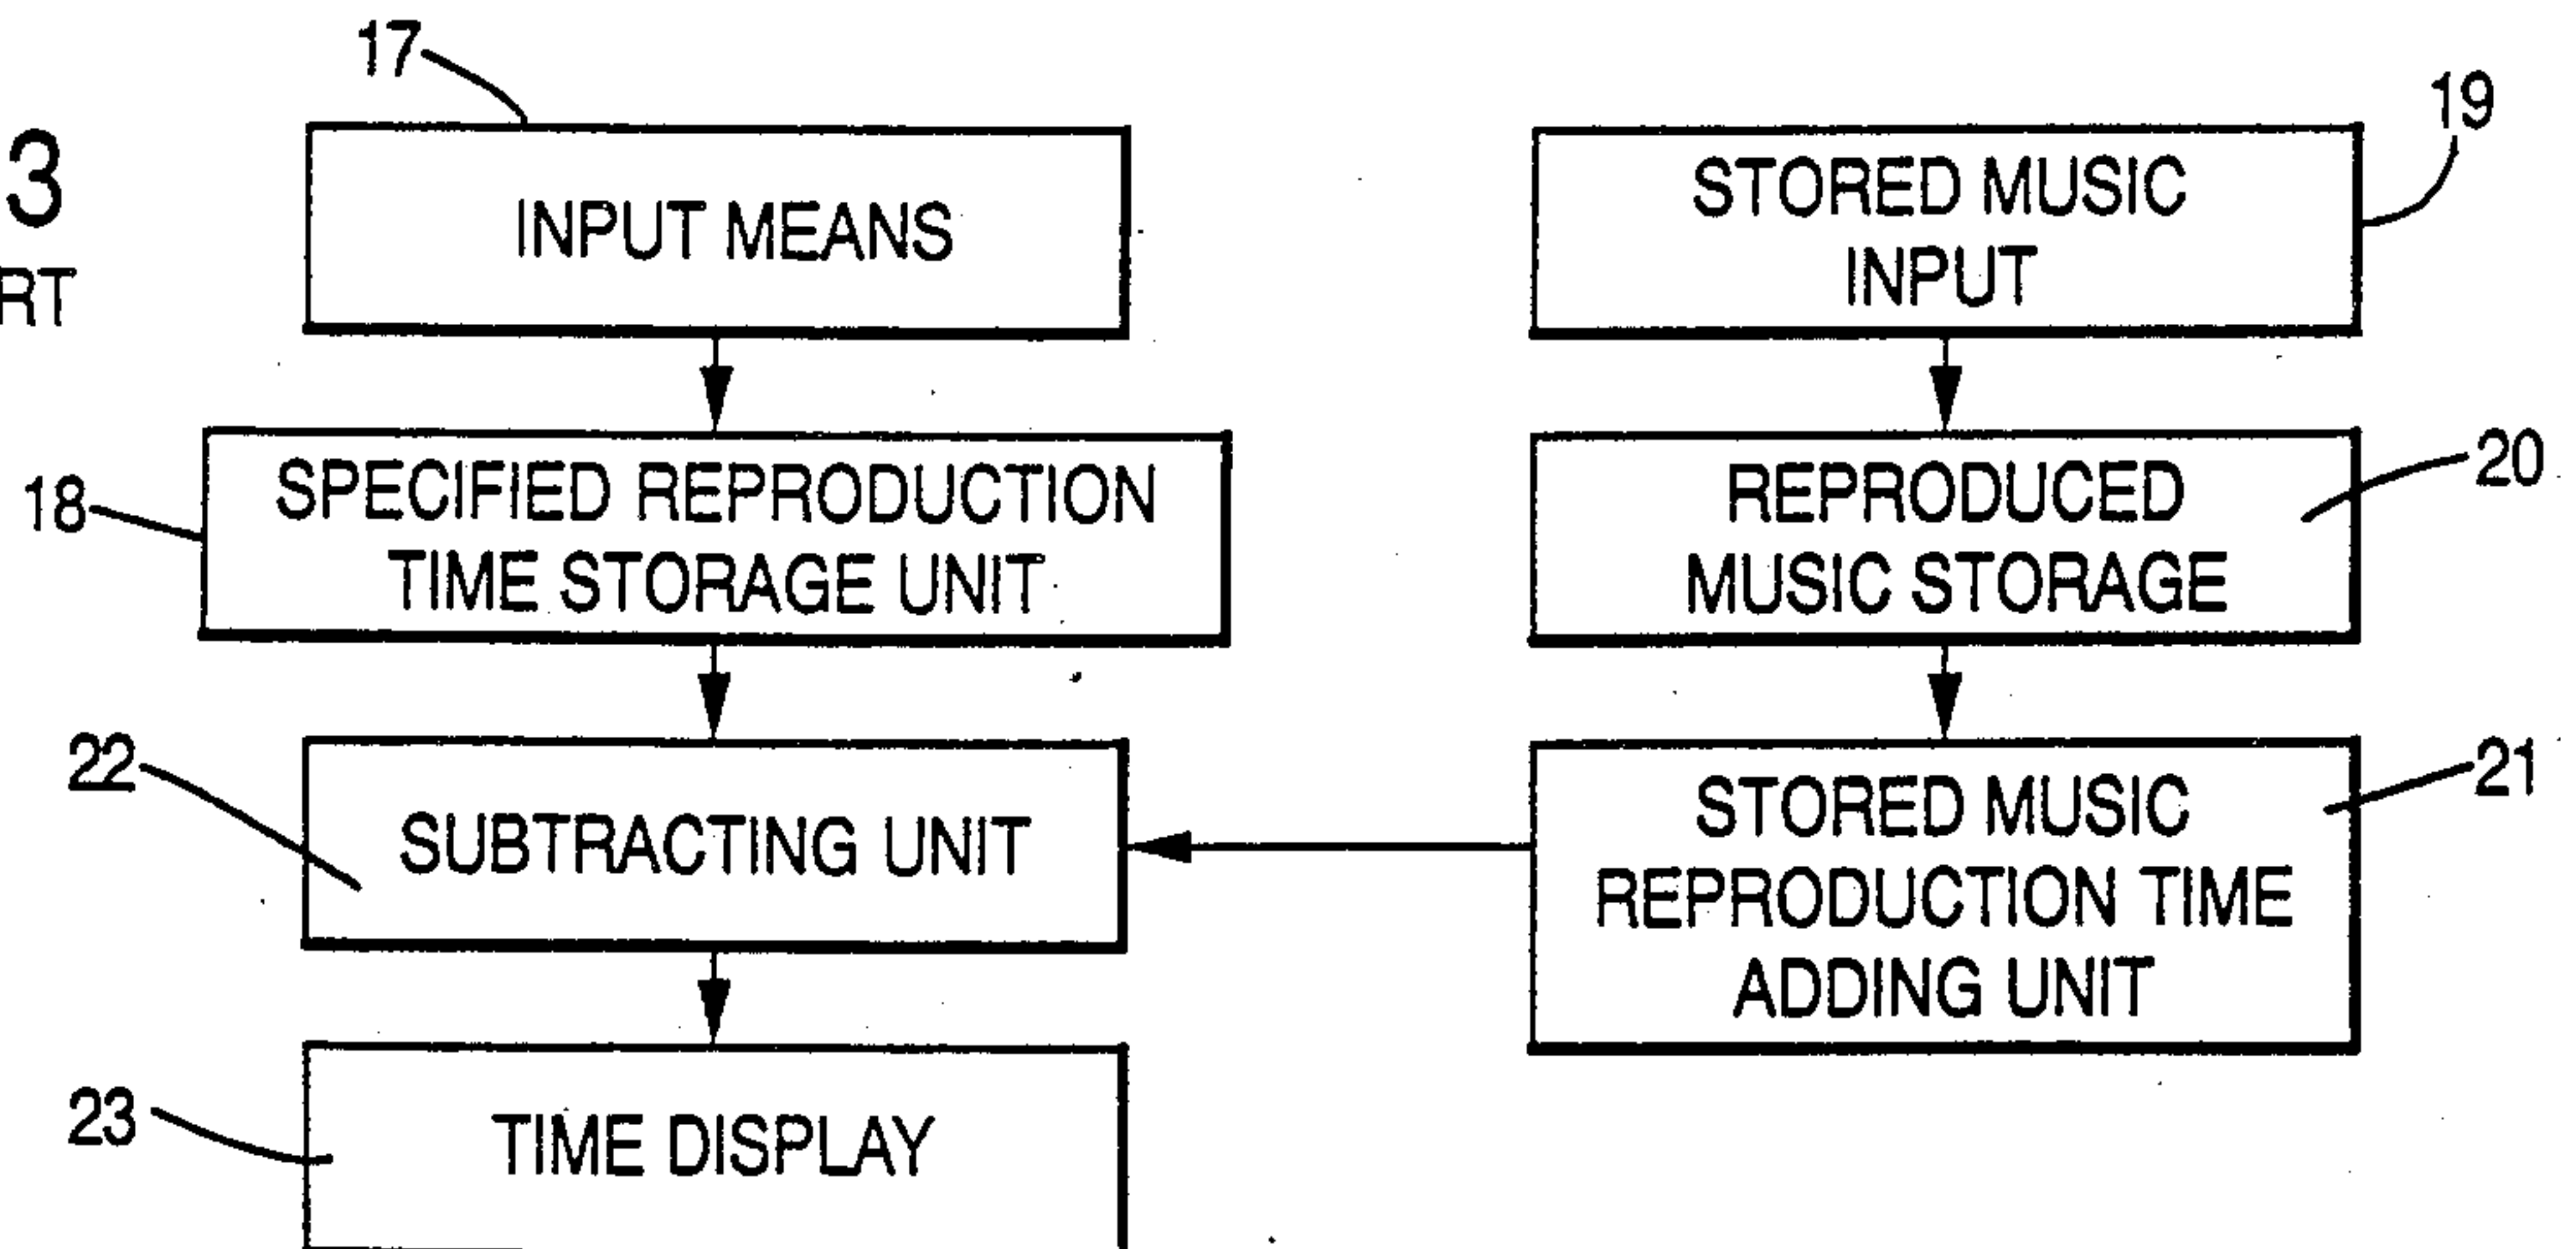 17
3
RT
INPUT MEANS
STORED MUSIC
INPUT
19
18
SPECIFIED REPRODUCTION
TIME STORAGE UNIT
REPRODUCED
MUSIC STORAGE
20
22
SUBTRACTING UNIT
STORED MUSIC
REPRODUCTION TIME
ADDING UNIT
21
23
TIME DISPLAY